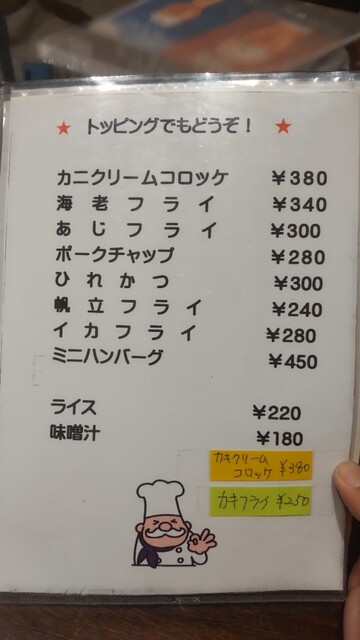 ★ トッピングでもどうぞ! ★
カニクリームコロッケ ¥380
海老フライ ¥340
あじフライ ¥300
ポークチャップ ¥280
ひれかつ ¥300
帆立フライ ¥240
イカフライ ¥280
ミニハンバーグ ¥450
ライス ¥220
味噌汁 ¥180
カキクリーム
コロッケ ¥380
カキフライ ¥250